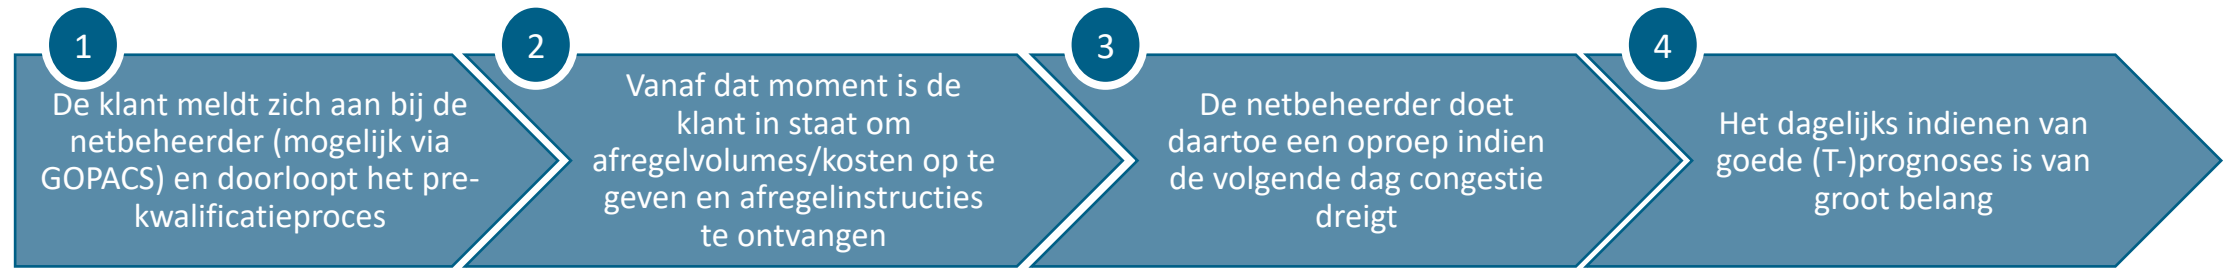 1
De klant meldt zich aan bij de
netbeheerder (mogelijk via
GOPACS) en doorloopt het pre-
kwalificatieproces
2
Vanaf dat moment is de
klant in staat om
afregelvolumes/kosten op te
geven en afregelinstructies
te ontvangen
3
De netbeheerder doet
daartoe een oproep indien
de volgende dag congestie
dreigt
4
Het dagelijks indienen van
goede (T-)prognoses is van
groot belang